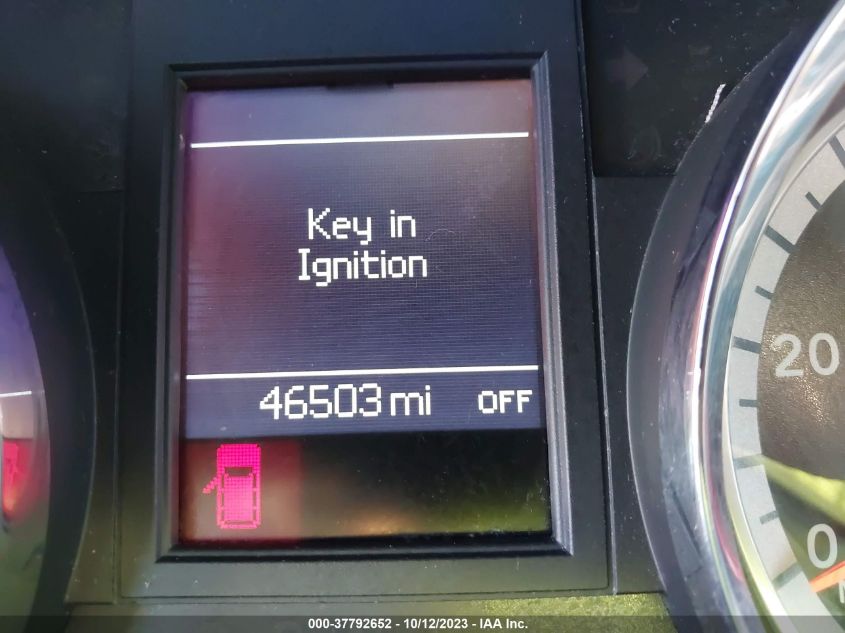 Key in
Ignition
46503 mi OFF
20
0
000-37792652 - 10/12/2023 - IAA Inc.